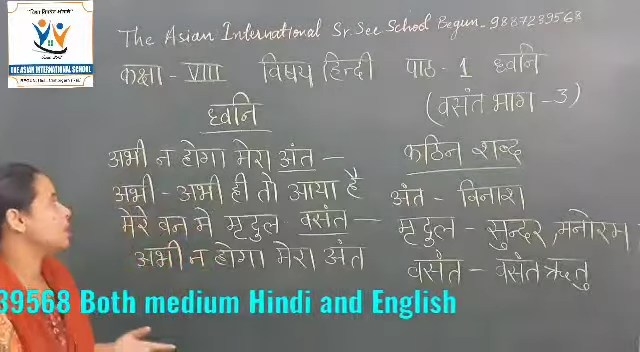 The Asian International Sr. Sec School Begun - 9887239568
THE ASIAN INTERNATIONAL SCHOOL
कक्षा - VIII विषय हिन्दी पाठ - 1 ध्वनि
(वसंत भाग - 3)
ध्वनि
अभी न होगा मेरा अंत -
अभी - अभी ही तो आया है
मेरे वन मे मृदुल वसंत -
अभी न होगा मेरा अंत
कठिन शब्द
अंत - विनाश
मृदुल - सुन्दर, मनोरम
वसंत - वसंत ऋतु
39568 Both medium Hindi and English